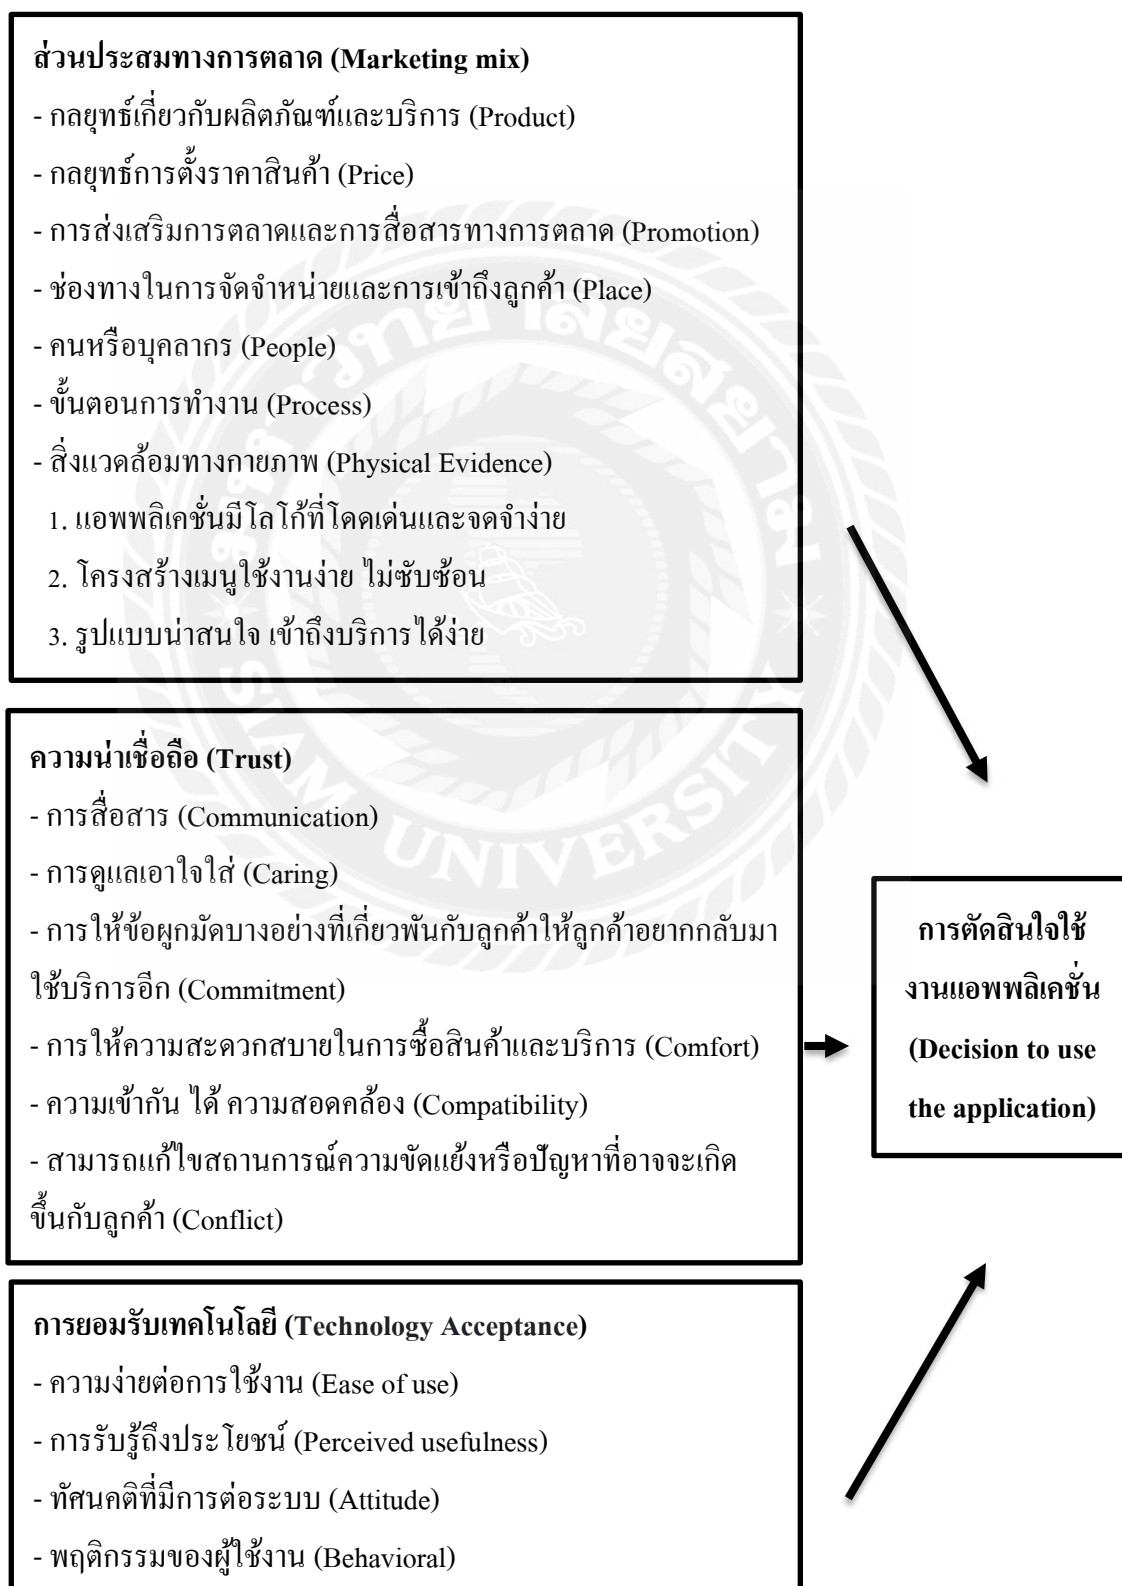 ส่วนประสมทางการตลาด (Marketing mix)
- กลยุทธ์เกี่ยวกับผลิตภัณฑ์และบริการ (Product)
- กลยุทธ์การตั้งราคาสินค้า (Price)
- การส่งเสริมการตลาดและการสื่อสารทางการตลาด (Promotion)
- ช่องทางในการจัดจำหน่ายและการเข้าถึงลูกค้า (Place)
- คนหรือบุคลากร (People)
- ขั้นตอนการทำงาน (Process)
- สิ่งแวดล้อมทางกายภาพ (Physical Evidence)
1. แอพพลิเคชั่นมีโลโก้ที่โดดเด่นและจดจำง่าย
2. โครงสร้างเมนูใช้งานง่าย ไม่ซับซ้อน
3. รูปแบบน่าสนใจ เข้าถึงบริการได้ง่าย
ความน่าเชื่อถือ (Trust)
- การสื่อสาร (Communication)
- การดูแลเอาใจใส่ (Caring)
- การให้ข้อผูกมัดบางอย่างที่เกี่ยวพันกับลูกค้าให้ลูกค้าอยากกลับมา
ใช้บริการอีก (Commitment)
- การให้ความสะดวกสบายในการซื้อสินค้าและบริการ (Comfort)
- ความเข้ากัน ได้ ความสอดคล้อง (Compatibility)
- สามารถแก้ไขสถานการณ์ความขัดแย้งหรือปัญหาที่อาจจะเกิด
ขึ้นกับลูกค้า (Conflict)
การยอมรับเทคโนโลยี (Technology Acceptance)
- ความง่ายต่อการใช้งาน (Ease of use)
- การรับรู้ถึงประโยชน์ (Perceived usefulness)
- ทัศนคติที่มีการต่อระบบ (Attitude)
- พฤติกรรมของผู้ใช้งาน (Behavioral)
การตัดสินใจใช้
งานแอพพลิเคชั่น
(Decision to use
the application)
มหาวิทยาลัยสยาม
SIAM UNIVERSITY